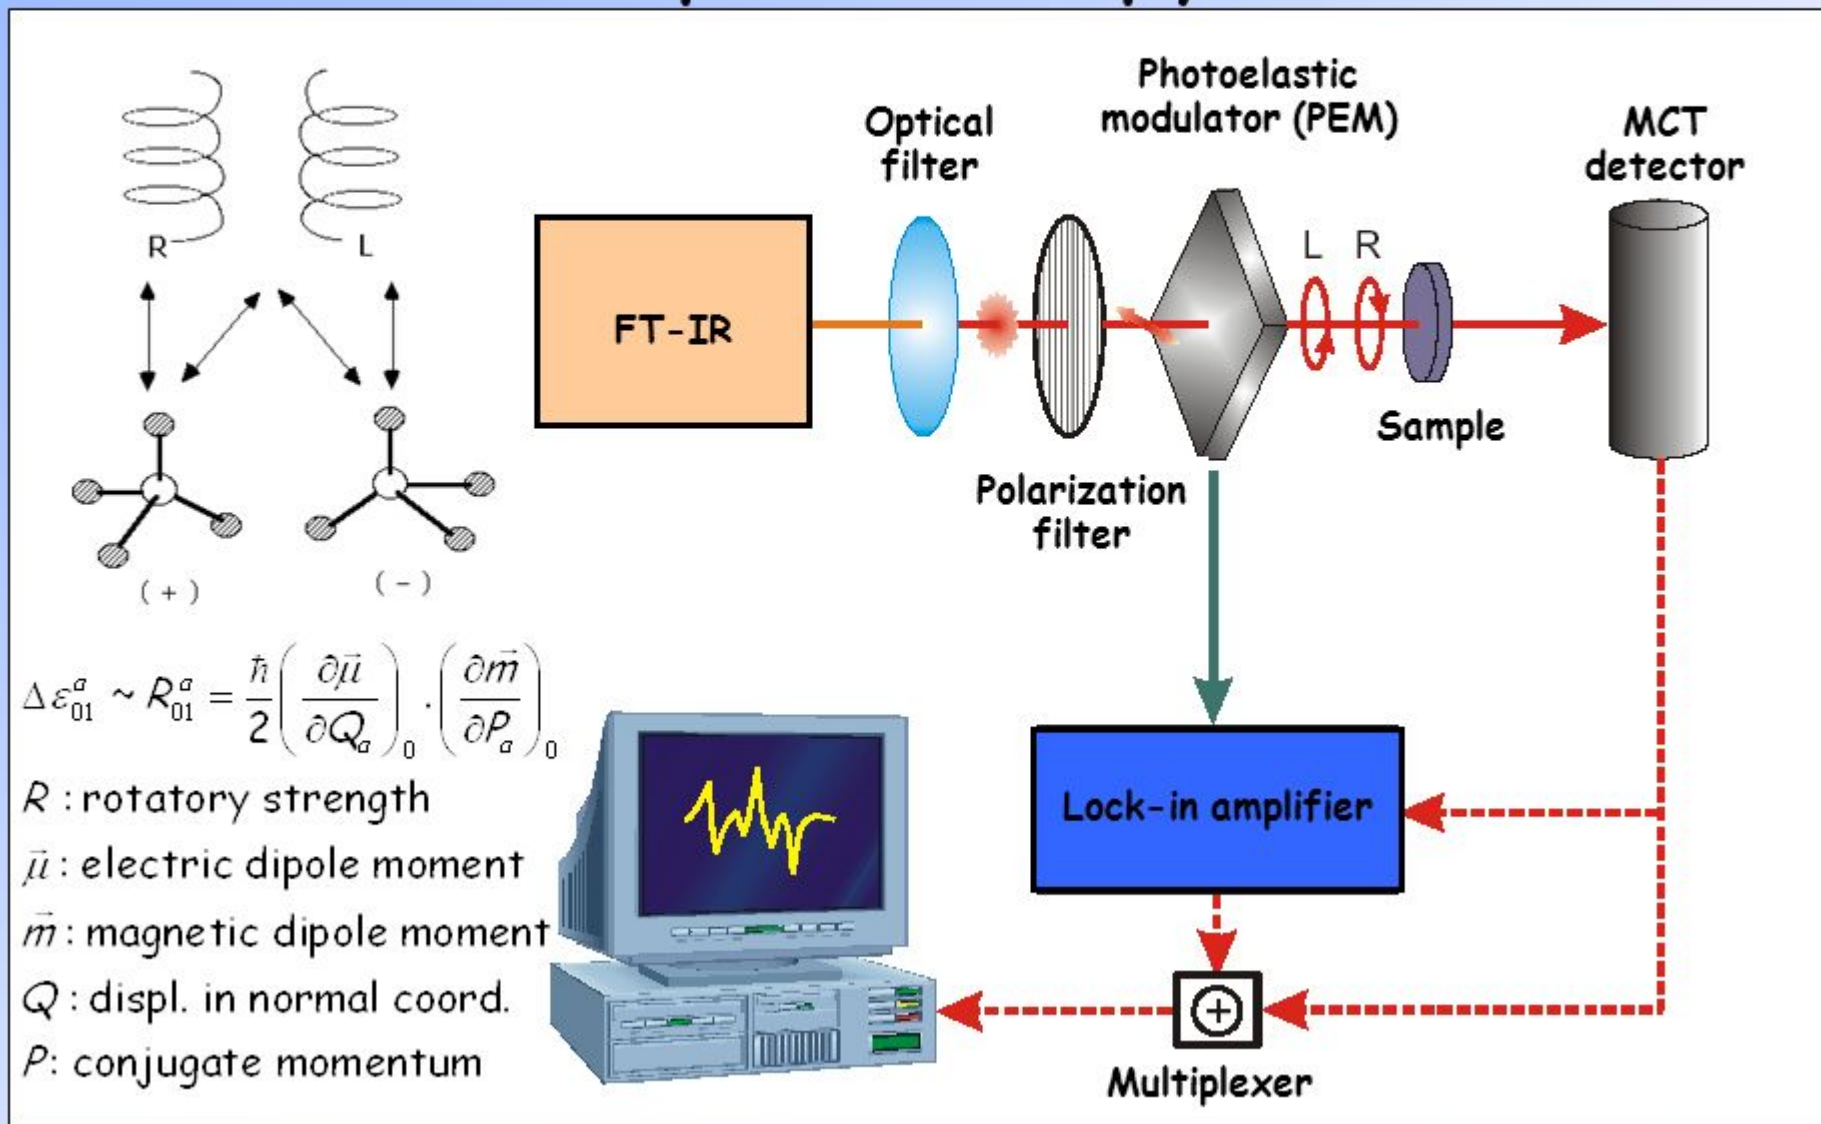 R
L
(+)
(-)
Δε₀₁ᵃ ~ R₀₁ᵃ = ħ/2 (∂μ⃗/∂Qₐ)₀ · (∂m⃗/∂Pₐ)₀
R : rotatory strength
μ⃗ : electric dipole moment
m⃗ : magnetic dipole moment
Q : displ. in normal coord.
P: conjugate momentum
FT-IR
Optical
filter
Polarization
filter
Photoelastic
modulator (PEM)
L R
Sample
MCT
detector
Lock-in amplifier
Multiplexer